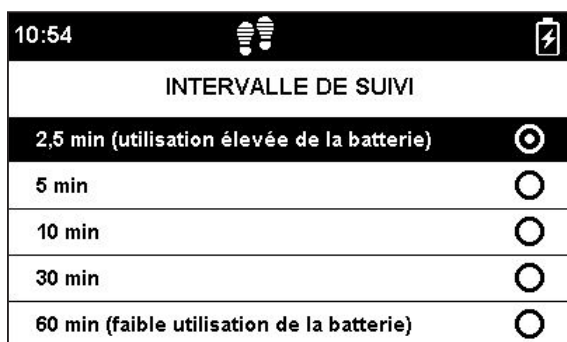 10:54
INTERVALLE DE SUIVI
2,5 min (utilisation élevée de la batterie)
5 min
10 min
30 min
60 min (faible utilisation de la batterie)